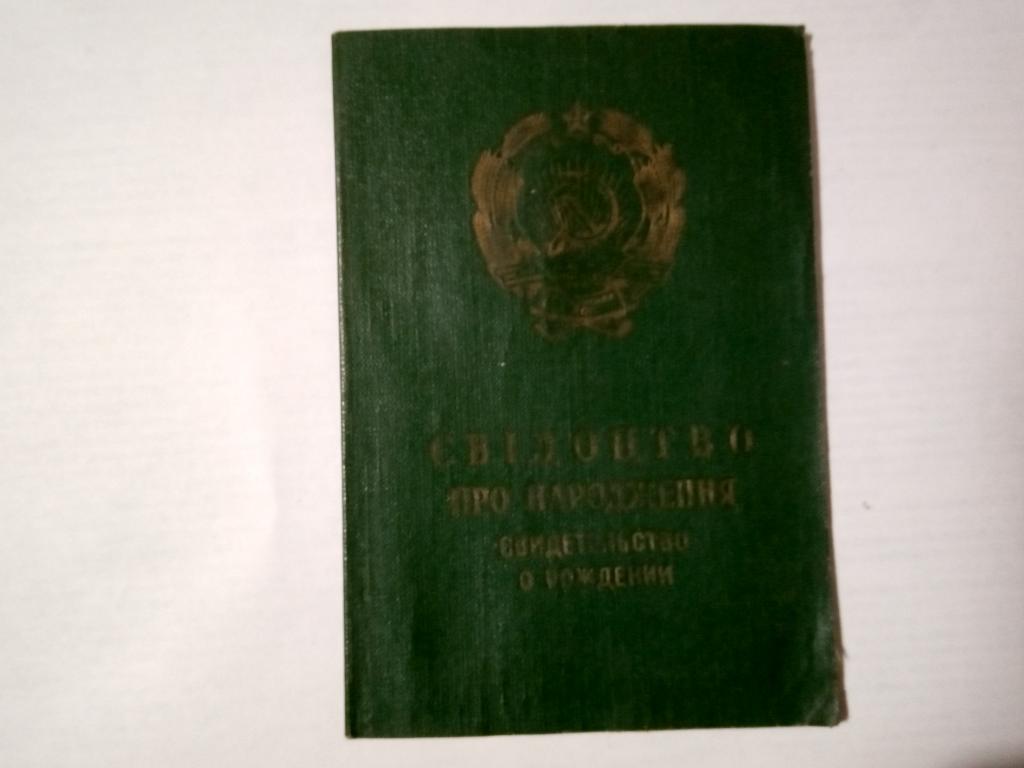 СВІДОЦТВО
ПРО НАРОДЖЕННЯ
СВИДЕТЕЛЬСТВО
О РОЖДЕНИИ